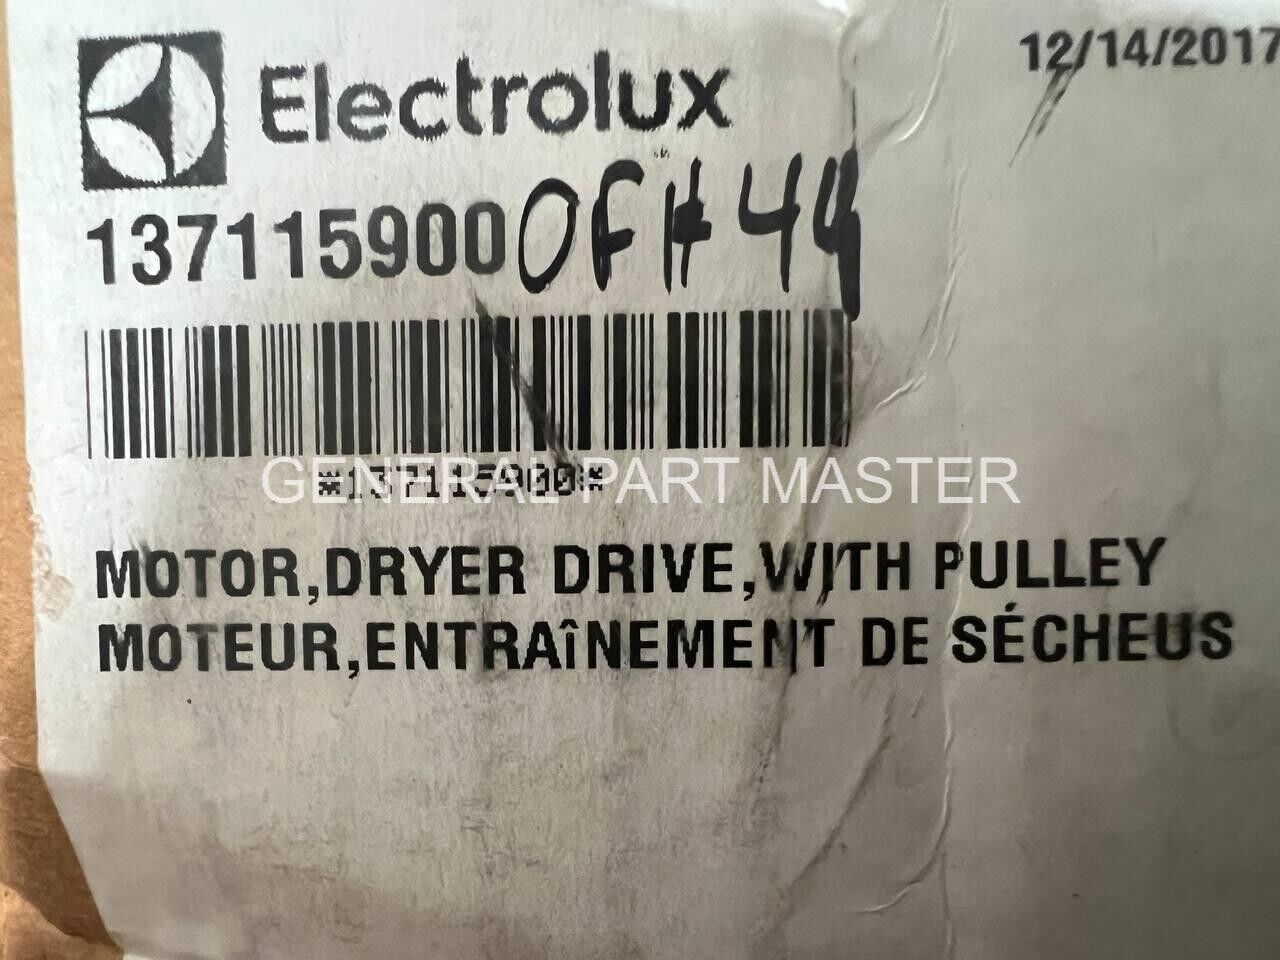 Electrolux
12/14/2017
137115900 OF# 44
*137115900*
GENERAL PART MASTER
MOTOR,DRYER DRIVE,WITH PULLEY
MOTEUR,ENTRAîNEMENT DE SÉCHEUS